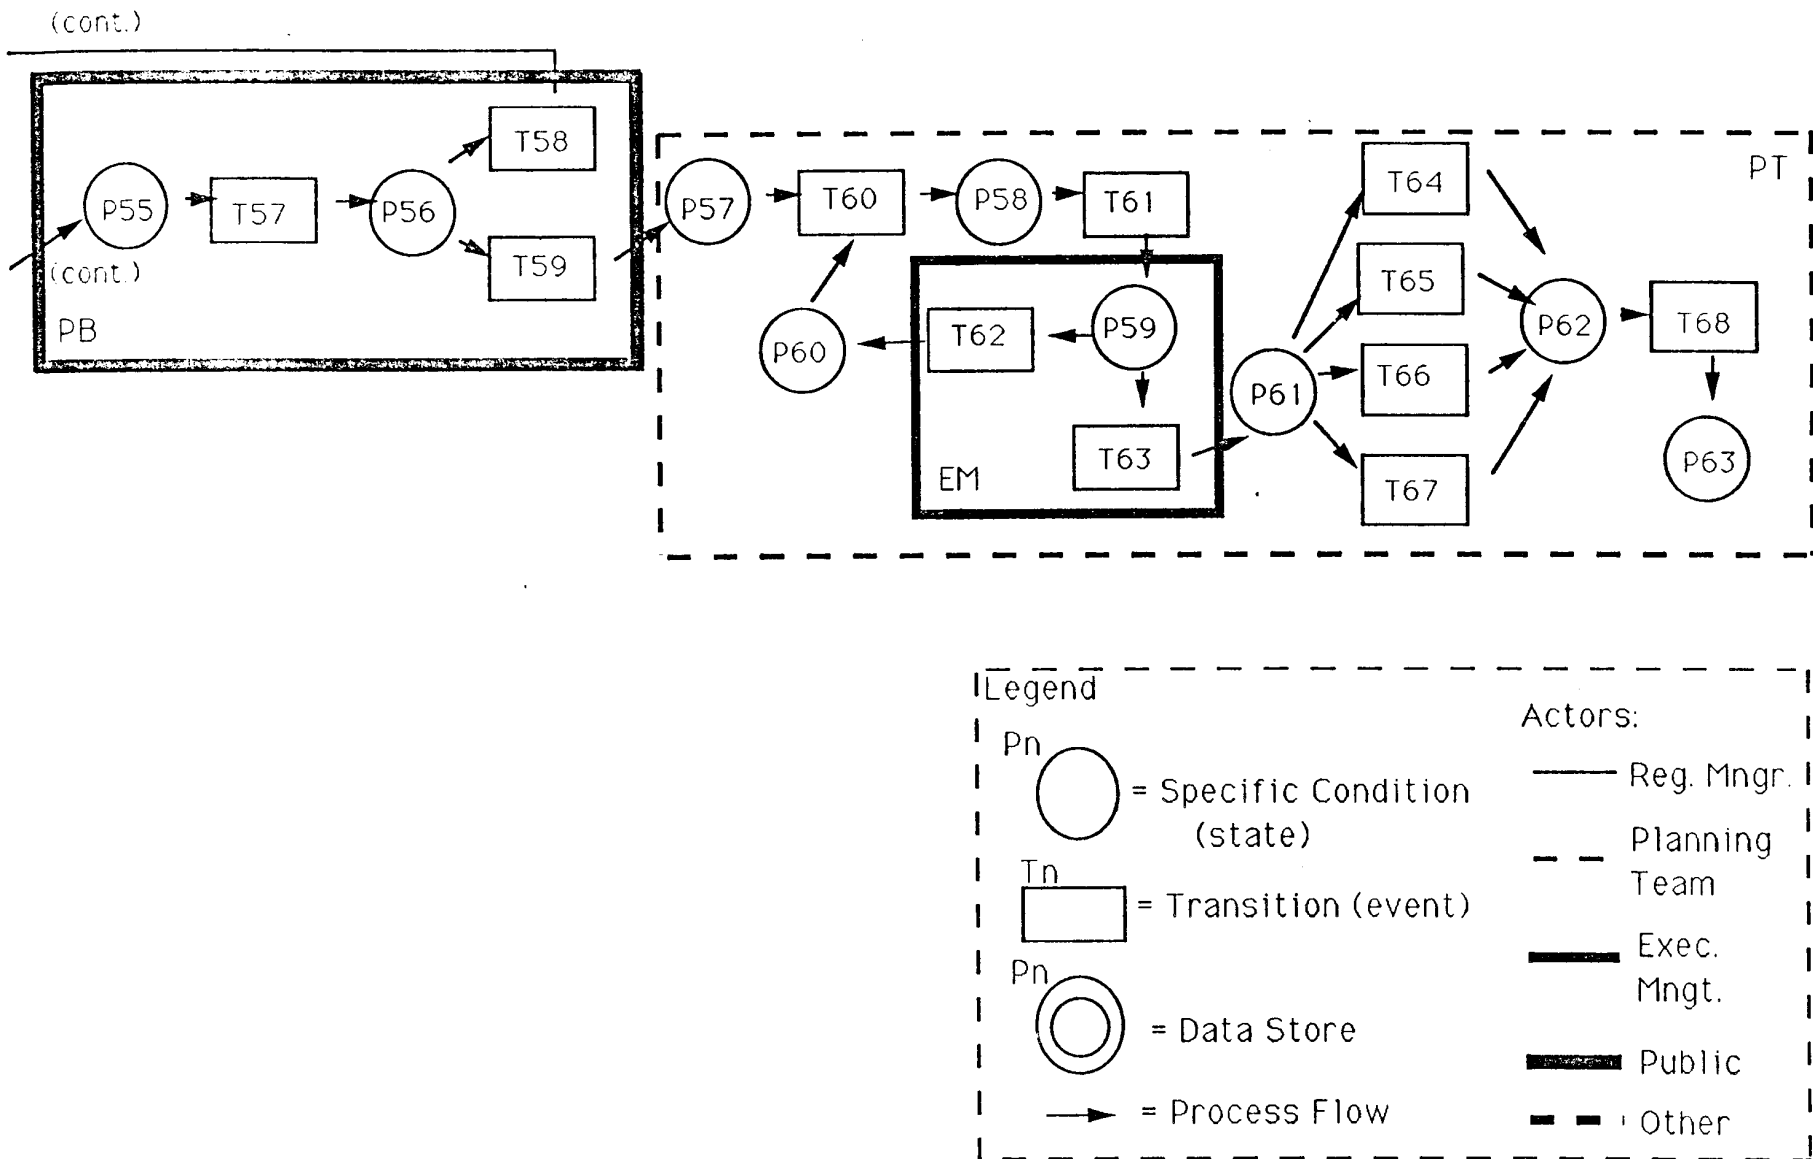 (cont.)
P55
T57
P56
T58
T59
(cont.)
PB
P57
T60
P58
T61
PT
P60
T62
P59
T63
EM
P61
T64
T65
T66
T67
P62
T68
P63
Legend
Pn
= Specific Condition
(state)
Tn
= Transition (event)
Pn
= Data Store
= Process Flow
Actors:
Reg. Mngr.
Planning
Team
Exec.
Mngt.
Public
Other